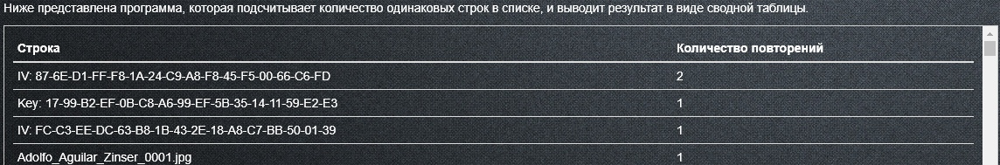 Ниже представлена программа, которая подсчитывает количество одинаковых строк в списке, и выводит результат в виде сводной таблицы.
Строка Количество повторений
IV: 87-6E-D1-FF-F8-1A-24-C9-A8-F8-45-F5-00-66-C6-FD 2
Key: 17-99-B2-EF-0B-C8-A6-99-EF-5B-35-14-11-59-E2-E3 1
IV: FC-C3-EE-DC-63-B8-1B-43-2E-18-A8-C7-BB-50-01-39 1
Adolfo_Aguilar_Zinser_0001.jpg 1